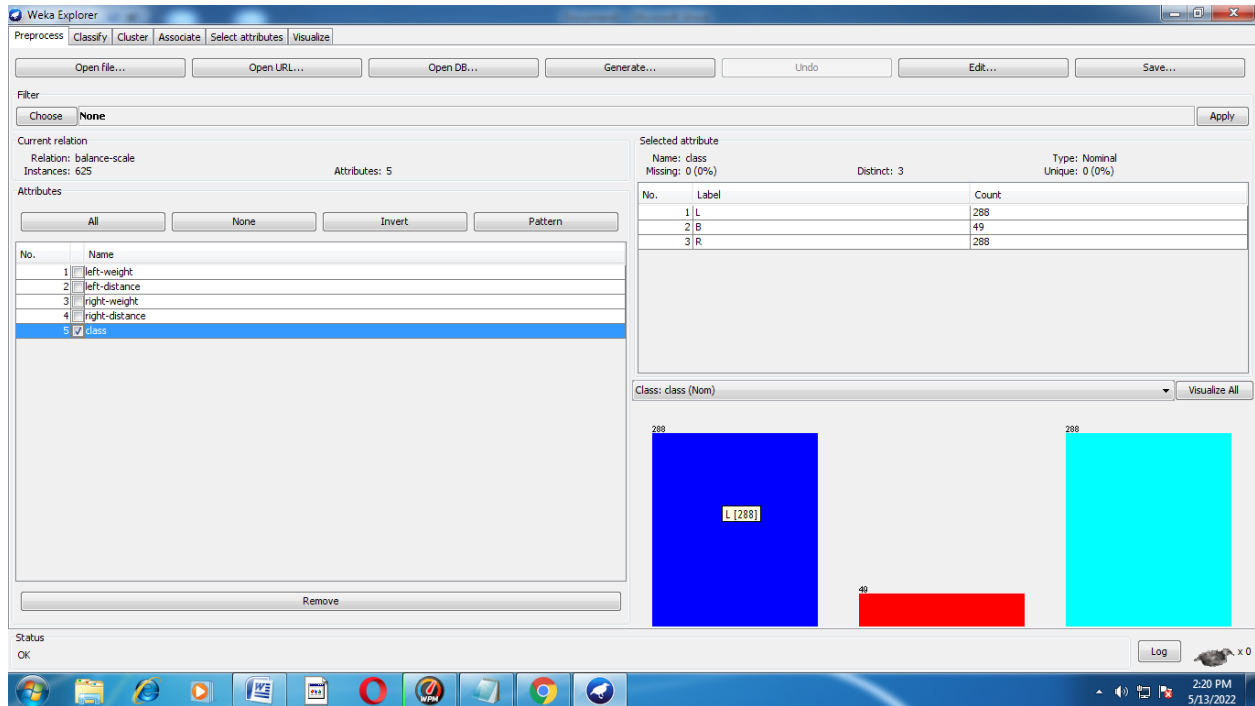 Weka Explorer
Preprocess Classify Cluster Associate Select attributes Visualize
Open file... Open URL... Open DB... Generate... Undo Edit... Save...
Filter
Choose None Apply
Current relation
Relation: balance-scale
Instances: 625 Attributes: 5
Attributes
All None Invert Pattern
No. Name
1 left-weight
2 left-distance
3 right-weight
4 right-distance
5 class
Remove
Selected attribute
Name: class Type: Nominal
Missing: 0 (0%) Distinct: 3 Unique: 0 (0%)
No. Label Count
1 L 288
2 B 49
3 R 288
Class: class (Nom) Visualize All
288 288
L [288]
49
Status
OK
Log x 0
WPM
2:20 PM
5/13/2022